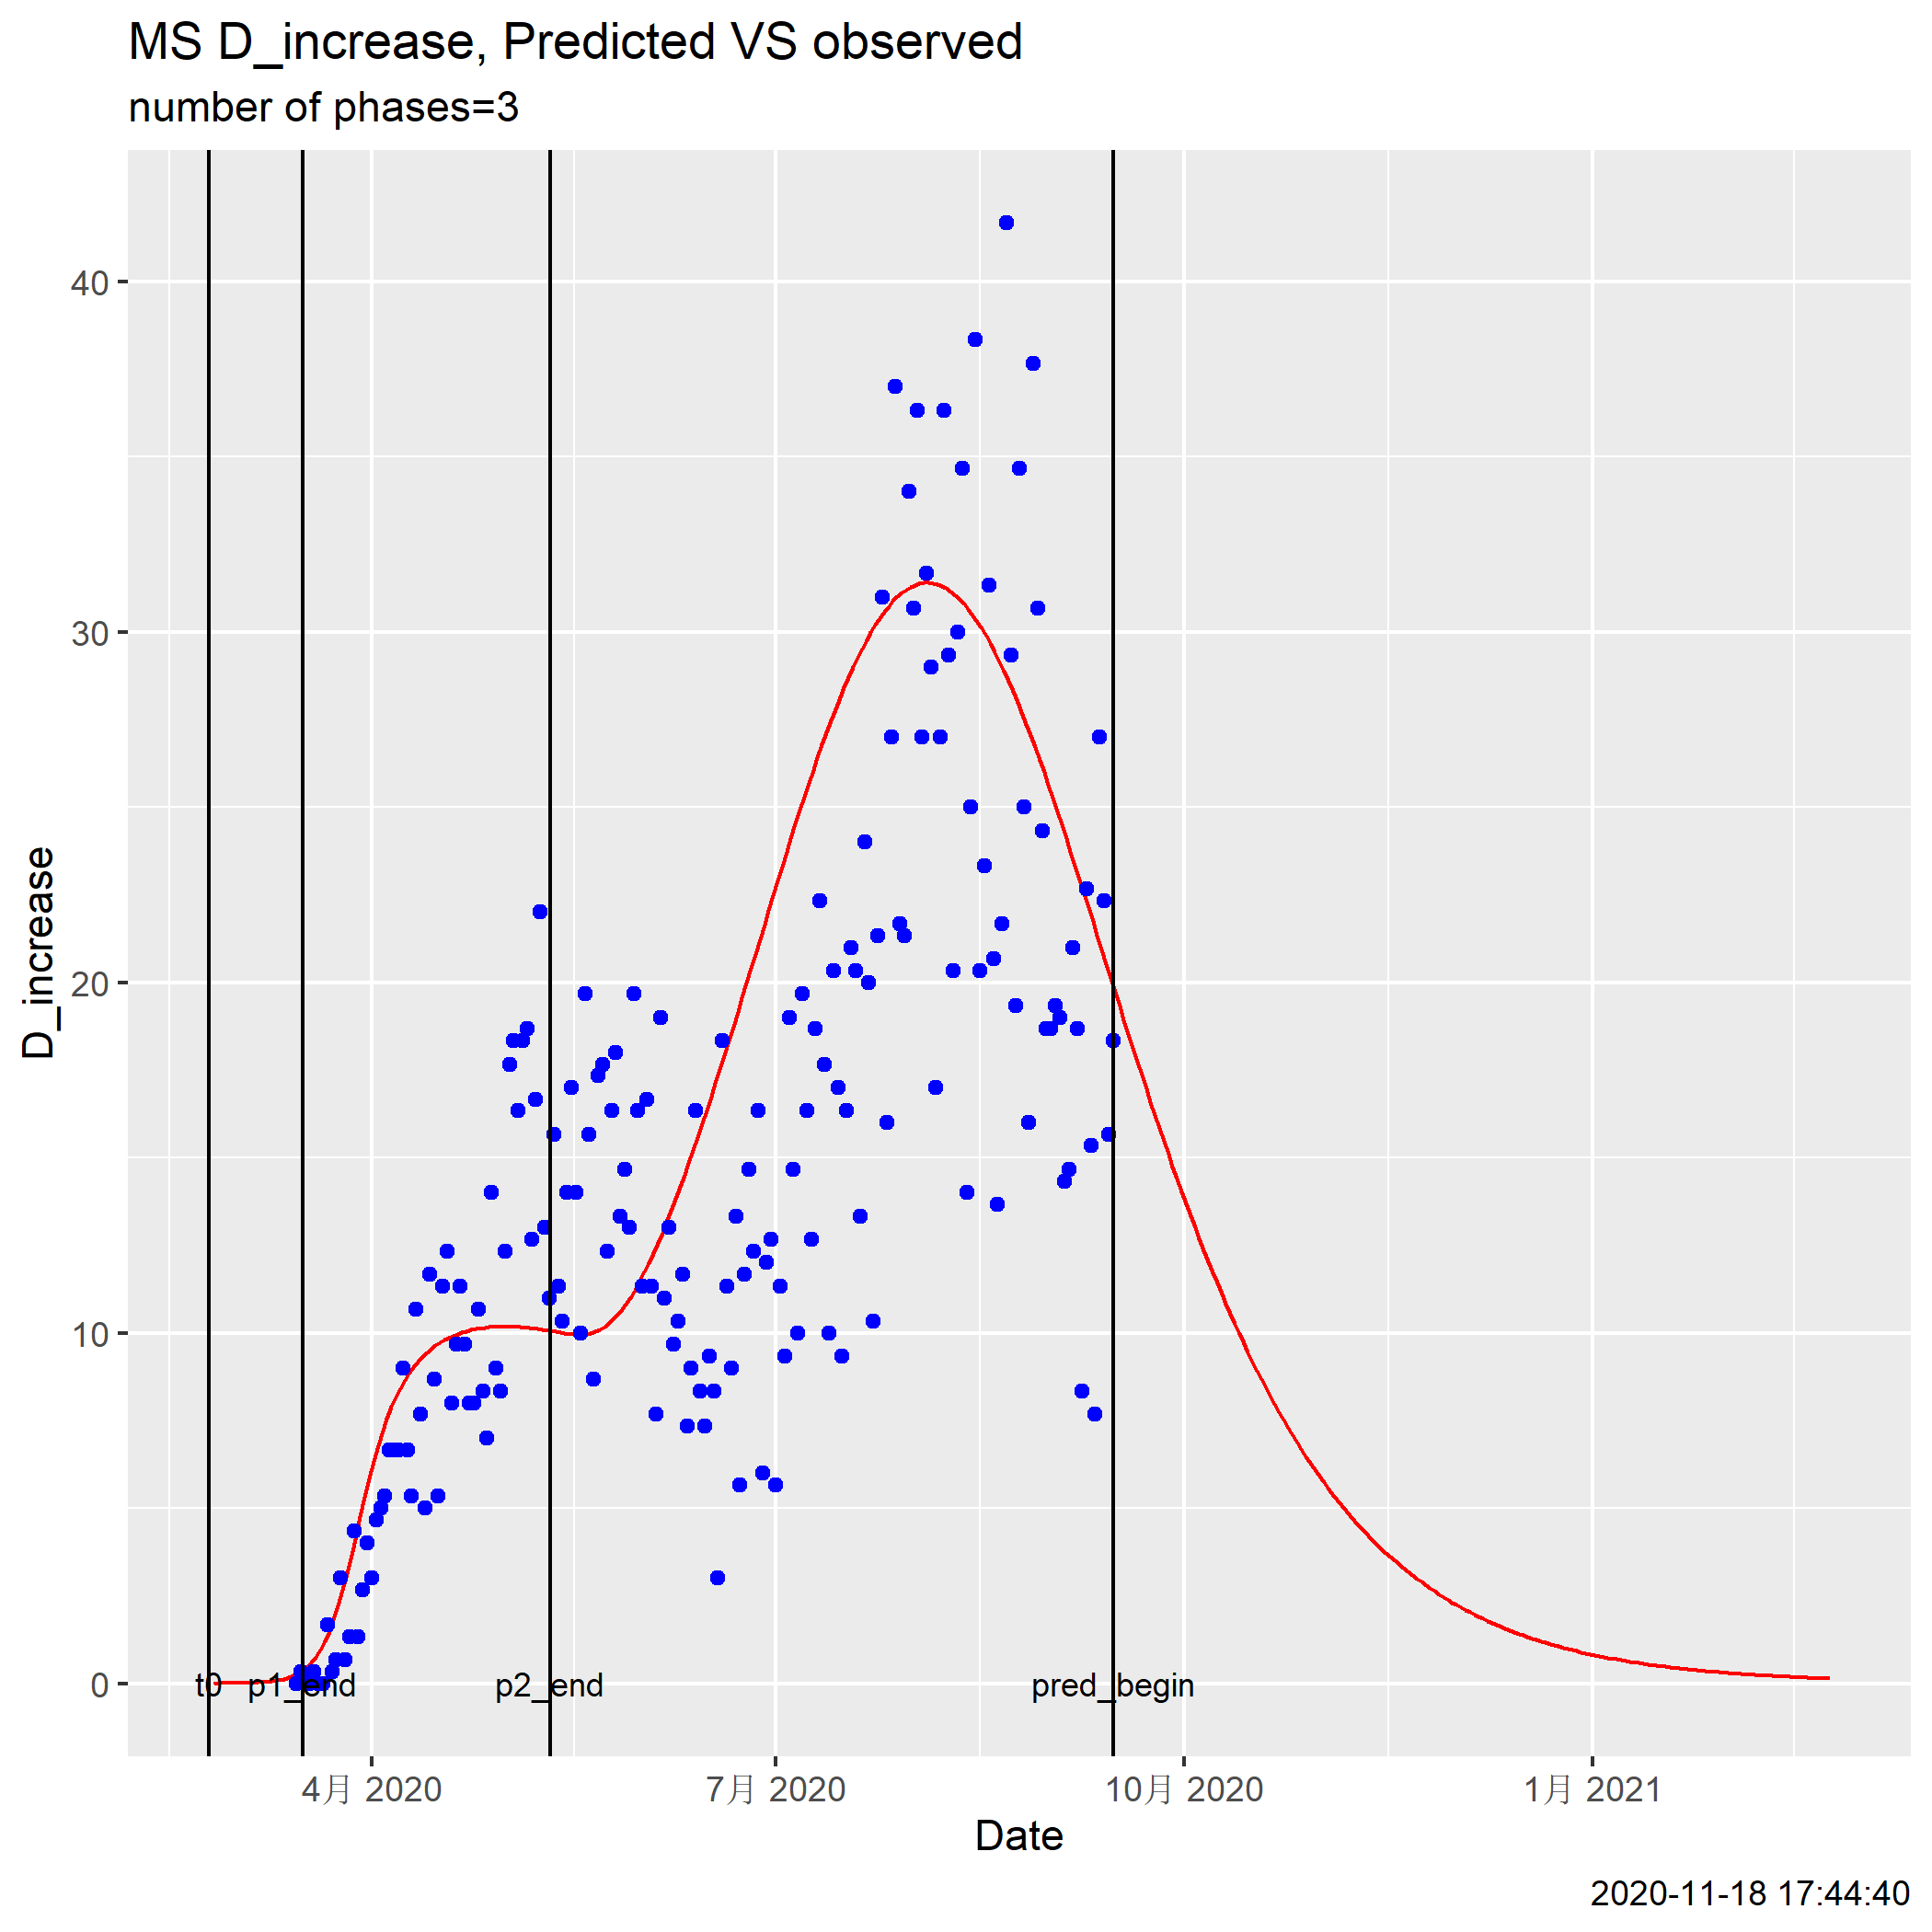 MS D_increase, Predicted VS observed
number of phases=3
D_increase
40
30
20
10
0
t0
p1_end
p2_end
pred_begin
4月 2020
7月 2020
10月 2020
1月 2021
Date
2020-11-18 17:44:40